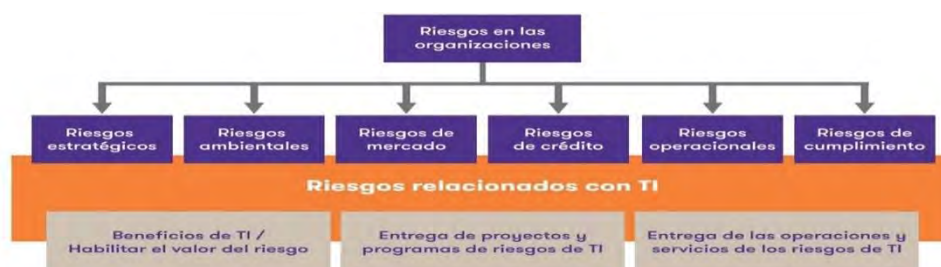 Riesgos en las
organizaciones
Riesgos
estratégicos
Riesgos
ambientales
Riesgos de
mercado
Riesgos
de crédito
Riesgos
operacionales
Riesgos de
cumplimiento
Riesgos relacionados con TI
Beneficios de TI /
Habilitar el valor del riesgo
Entrega de proyectos y
programas de riesgos de TI
Entrega de las operaciones y
servicios de los riesgos de TI